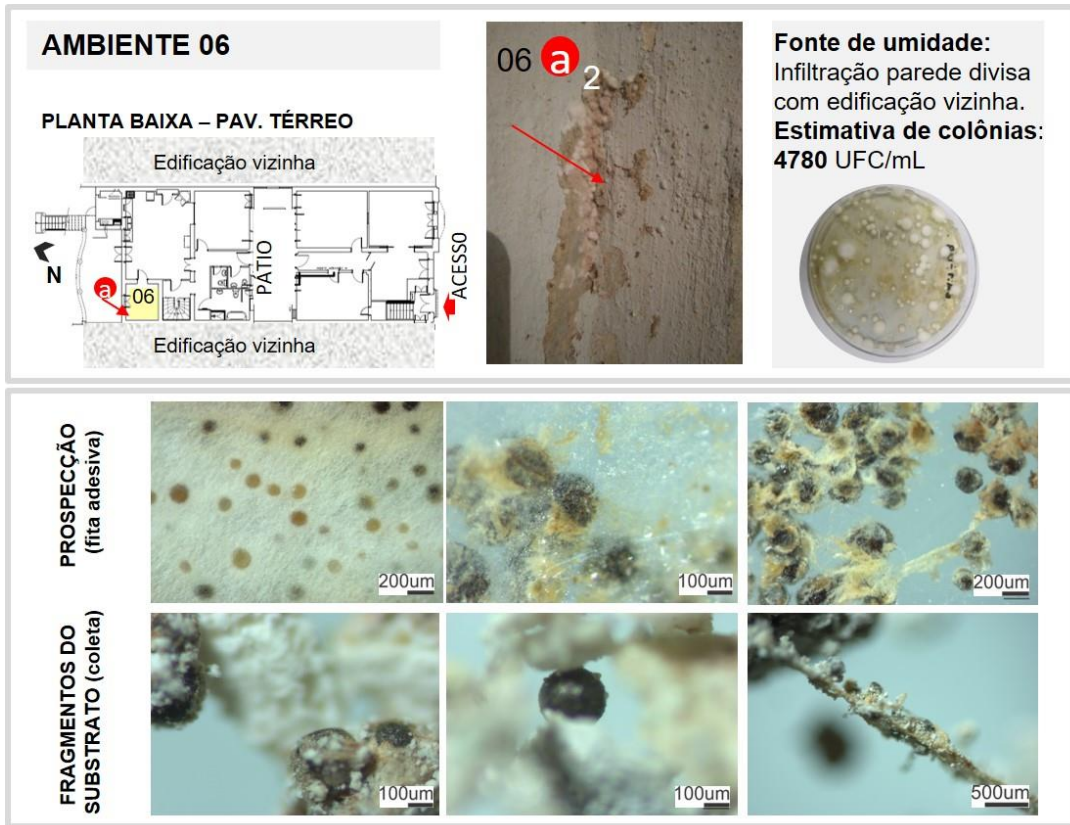 AMBIENTE 06
PLANTA BAIXA – PAV. TÉRREO
Edificação vizinha
N
a
06
PÁTIO
ACESSO
Edificação vizinha
06 a 2
Fonte de umidade:
Infiltração parede divisa
com edificação vizinha.
Estimativa de colônias:
4780 UFC/mL
PROSPECÇÃO
(fita adesiva)
200um
100um
200um
FRAGMENTOS DO
SUBSTRATO (coleta)
100um
100um
500um